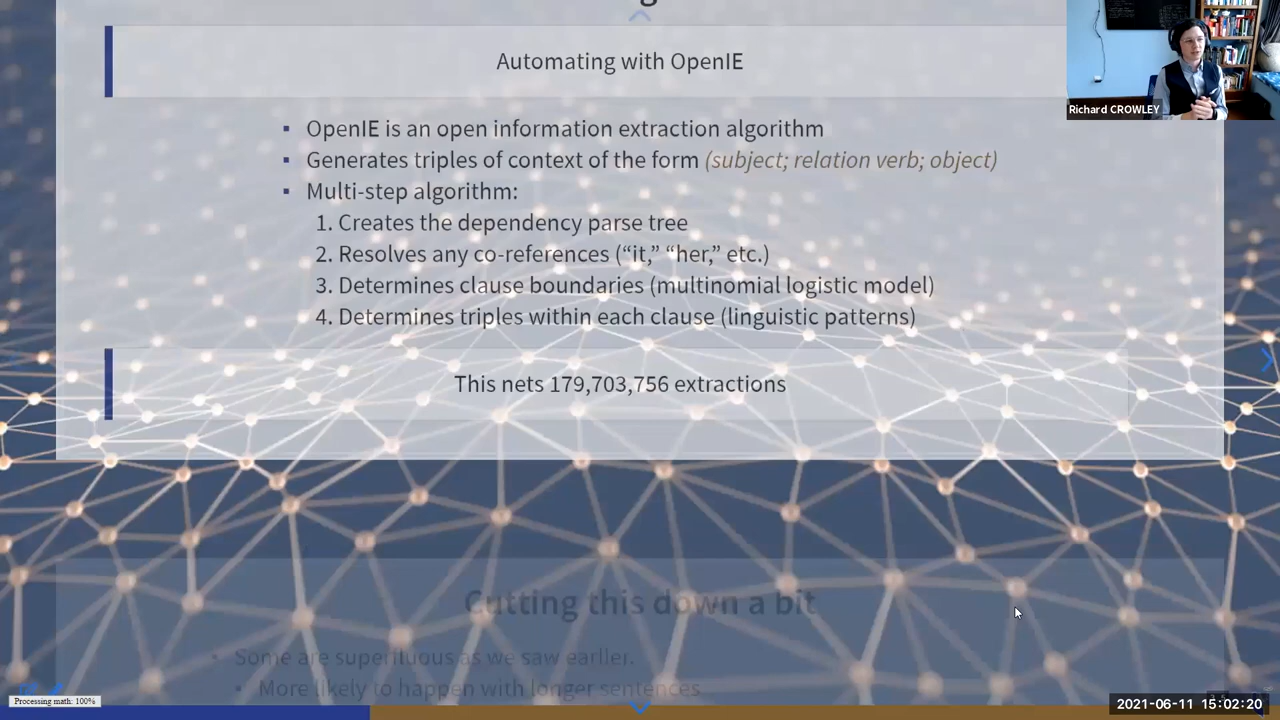 Automating with OpenIE
Richard CROWLEY
▪ OpenIE is an open information extraction algorithm
▪ Generates triples of context of the form (subject; relation verb; object)
▪ Multi-step algorithm:
1. Creates the dependency parse tree
2. Resolves any co-references (“it,” “her,” etc.)
3. Determines clause boundaries (multinomial logistic model)
4. Determines triples within each clause (linguistic patterns)
This nets 179,703,756 extractions
Cutting this down a bit
▪ Some are superfluous as we saw earlier.
▪ More likely to happen with longer sentences
Processing math: 100%
2021-06-11 15:02:20